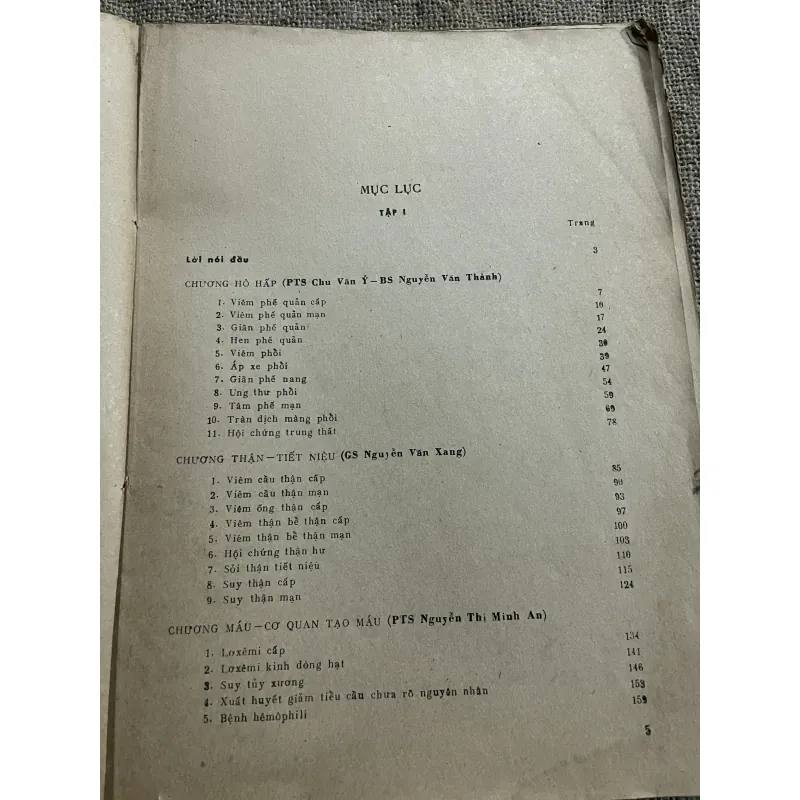 MỤC LỤC
TẬP I
Trang
Lời nói đầu 3
CHƯƠNG HÔ HẤP (PTS Chu Văn Ý—BS Nguyễn Văn Thành)
1. Viêm phế quản cấp 7
2. Viêm phế quản mạn 10
3. Giãn phế quản 17
4. Hen phế quản 24
5. Viêm phổi 30
6. Áp xe phổi 39
7. Giãn phế nang 47
8. Ung thư phổi 54
9. Tâm phế mạn 59
10. Tràn dịch màng phổi 69
11. Hội chứng trung thất 78
CHƯƠNG THẬN—TIẾT NIỆU (GS Nguyễn Văn Xang)
1. Viêm cầu thận cấp 85
2. Viêm cầu thận mạn 90
3. Viêm ống thận cấp 93
4. Viêm thận bể thận cấp 97
5. Viêm thận bể thận mạn 100
6. Hội chứng thận hư 103
7. Sỏi thận tiết niệu 110
8. Suy thận cấp 115
9. Suy thận mạn 124
CHƯƠNG MÁU—CƠ QUAN TẠO MÁU (PTS Nguyễn Thị Minh An)
1. Lơxêmi cấp 134
2. Lơxêmi kinh dòng hạt 141
3. Suy tủy xương 146
4. Xuất huyết giảm tiểu cầu chưa rõ nguyên nhân 153
5. Bệnh hêmôphili 159
5